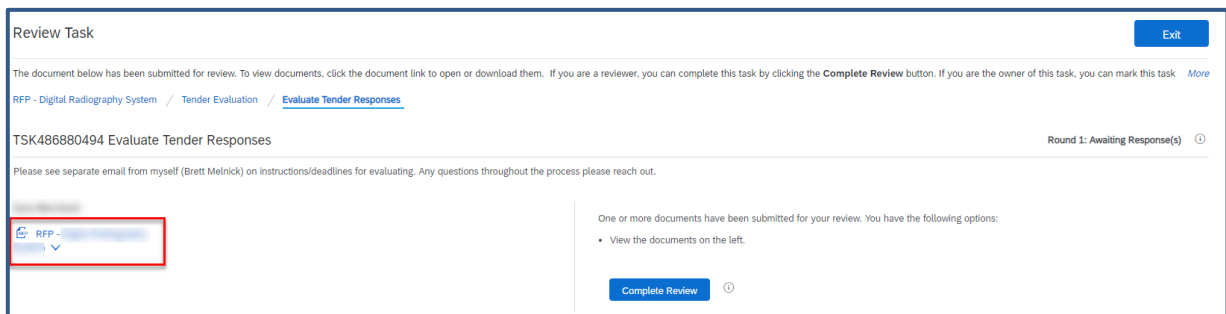 Review Task
Exit
The document below has been submitted for review. To view documents, click the document link to open or download them. If you are a reviewer, you can complete this task by clicking the Complete Review button. If you are the owner of this task, you can mark this task More
RFP - Digital Radiography System / Tender Evaluation / Evaluate Tender Responses
TSK486880494 Evaluate Tender Responses
Round 1: Awaiting Response(s)
Please see separate email from myself (Brett Melnick) on instructions/deadlines for evaluating. Any questions throughout the process please reach out.
RFP -
One or more documents have been submitted for your review. You have the following options:
• View the documents on the left.
Complete Review